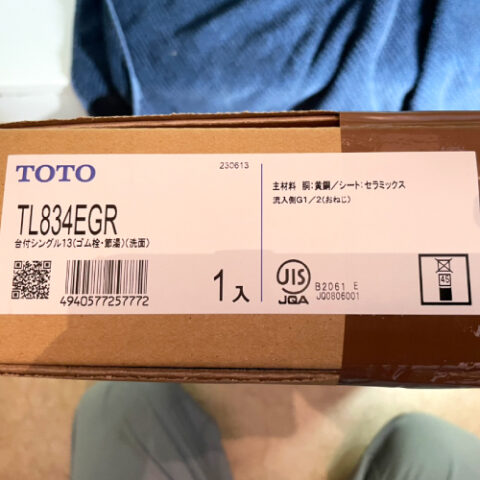 TOTO
230613
TL834EGR
台付シングル13(ゴム栓・節湯)(洗面)
4940577257772
1入
主材料 胴:黄銅/シート:セラミックス
流入側G1/2(おねじ)
JIS
JQA
B2061 E
JQ0806001
45